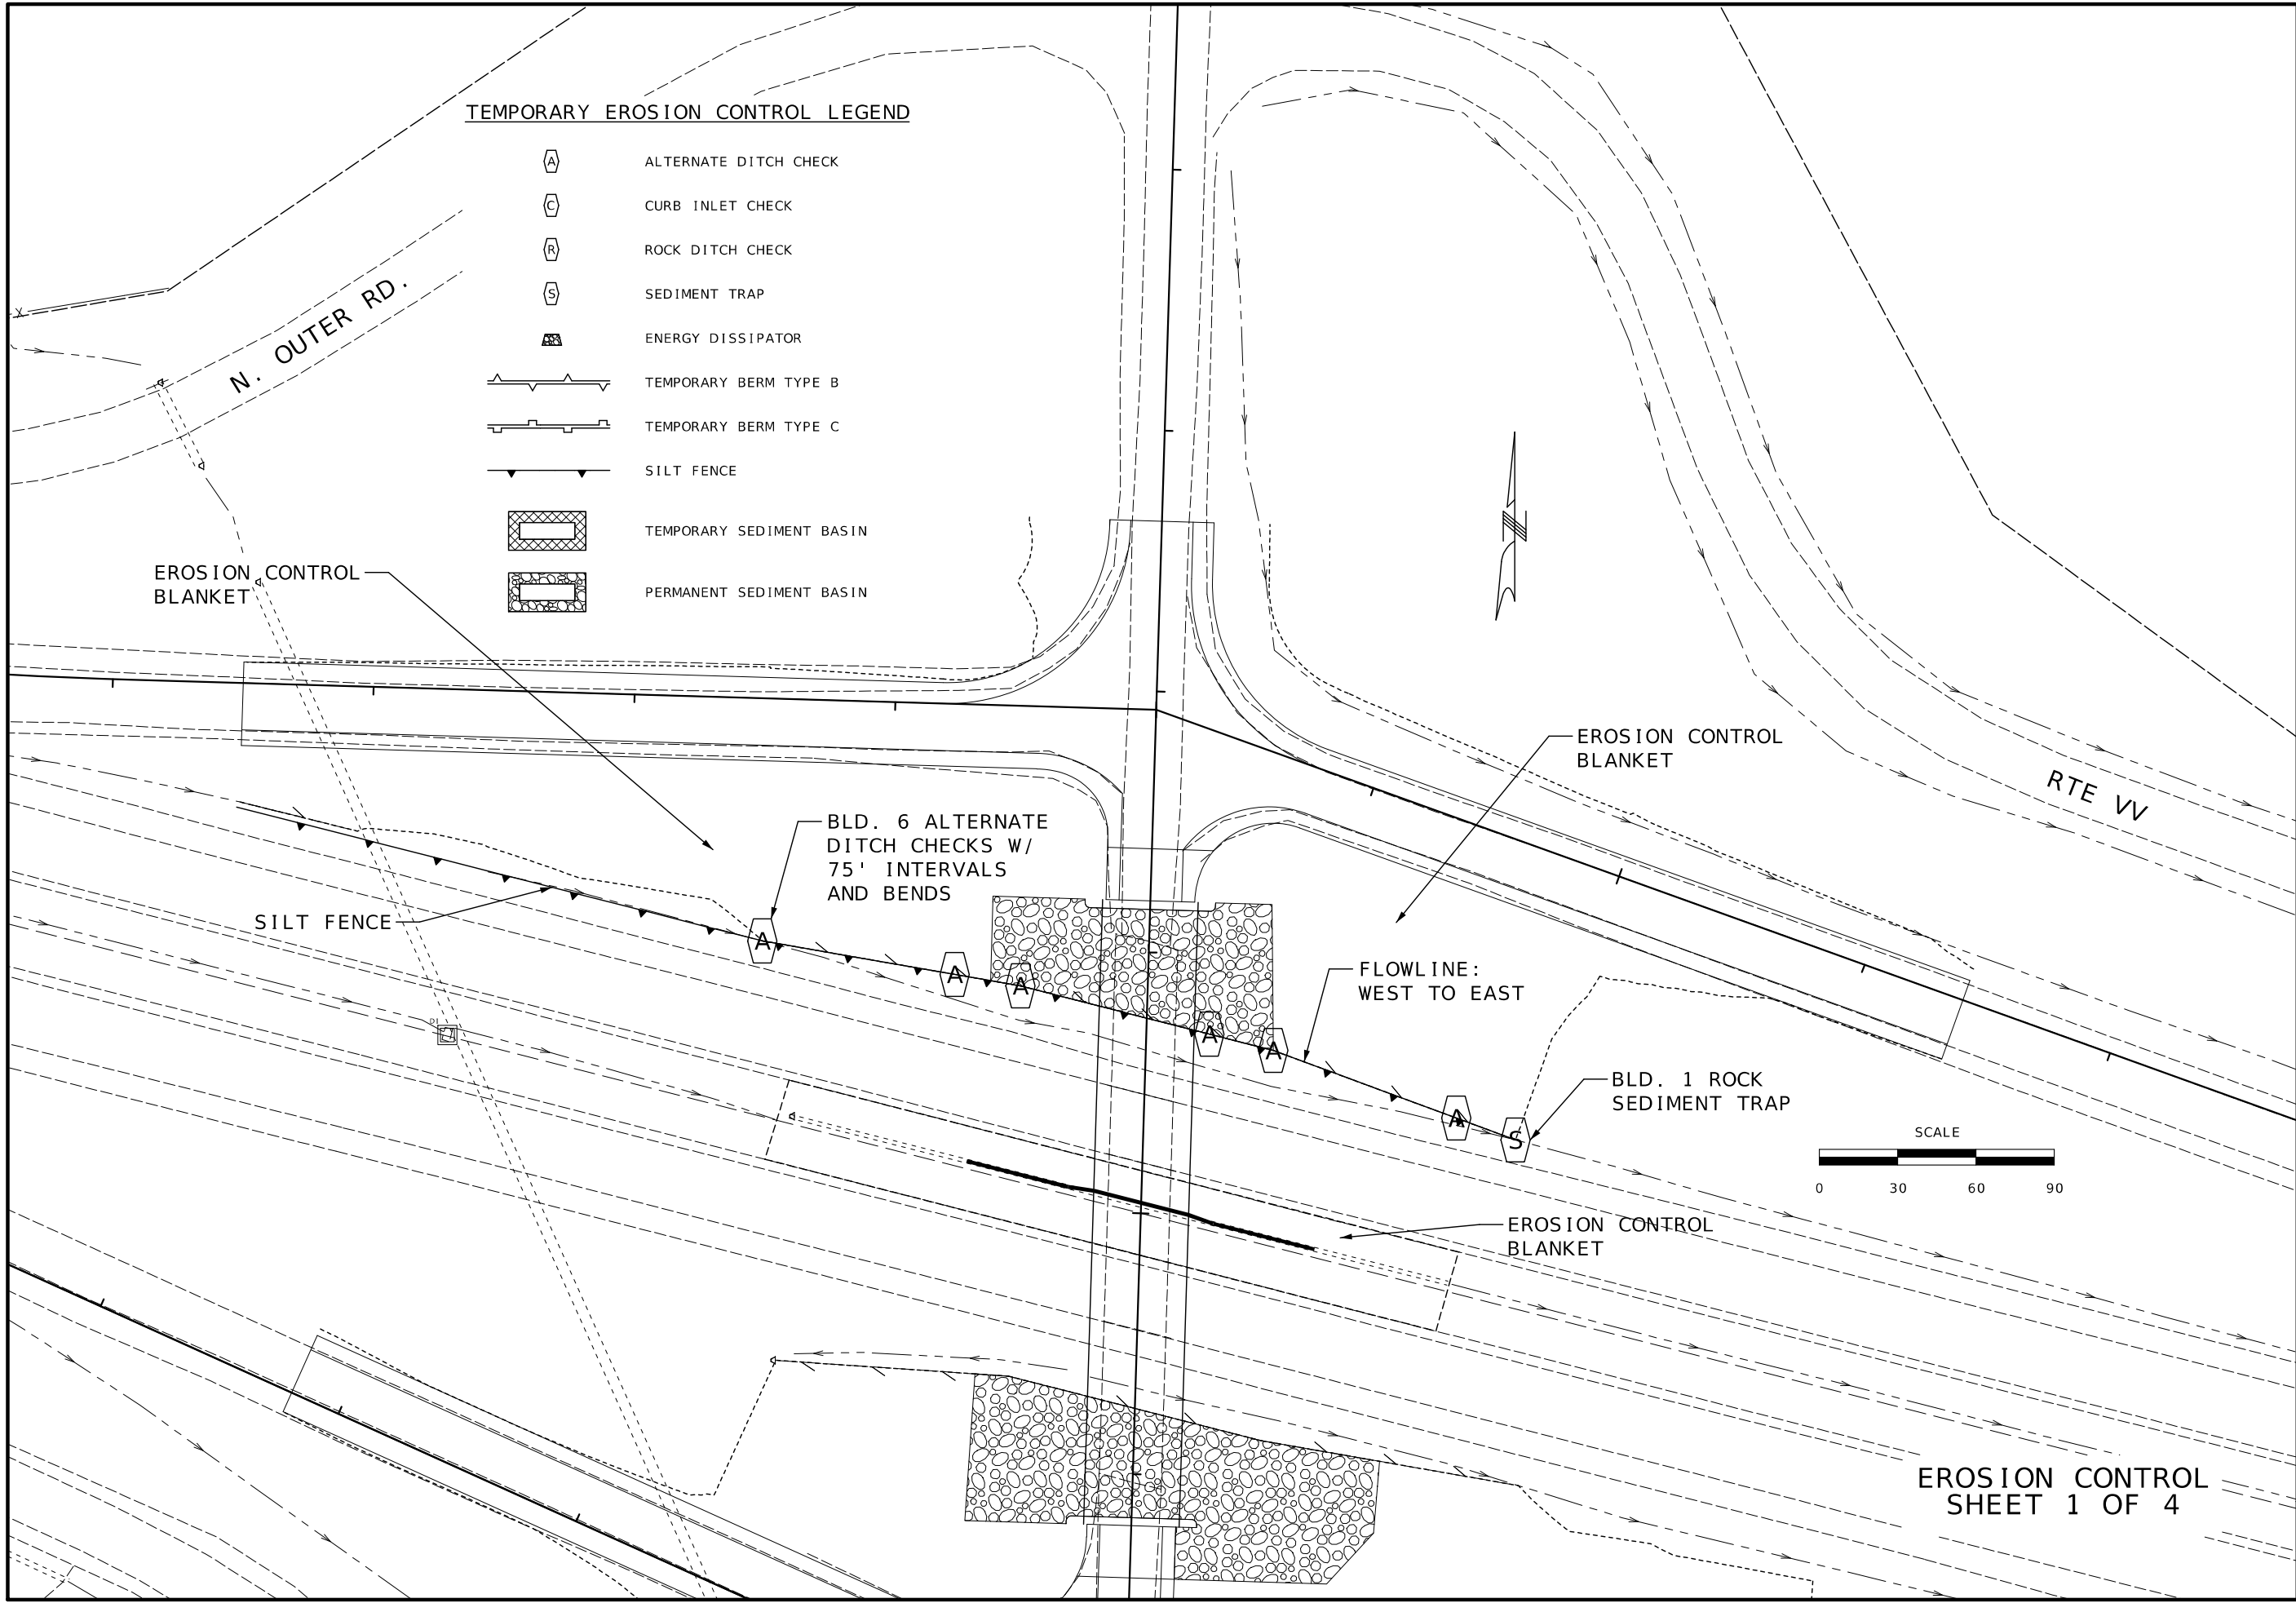 TEMPORARY EROSION CONTROL LEGEND
A ALTERNATE DITCH CHECK
C CURB INLET CHECK
R ROCK DITCH CHECK
S SEDIMENT TRAP
ENERGY DISSIPATOR
TEMPORARY BERM TYPE B
TEMPORARY BERM TYPE C
SILT FENCE
TEMPORARY SEDIMENT BASIN
PERMANENT SEDIMENT BASIN
X
N. OUTER RD.
N
EROSION CONTROL
BLANKET
EROSION CONTROL
BLANKET
RTE VV
BLD. 6 ALTERNATE
DITCH CHECKS W/
75' INTERVALS
AND BENDS
SILT FENCE
A
A
A
A
A
A
S
FLOWLINE:
WEST TO EAST
BLD. 1 ROCK
SEDIMENT TRAP
SCALE
0 30 60 90
EROSION CONTROL
BLANKET
EROSION CONTROL
SHEET 1 OF 4